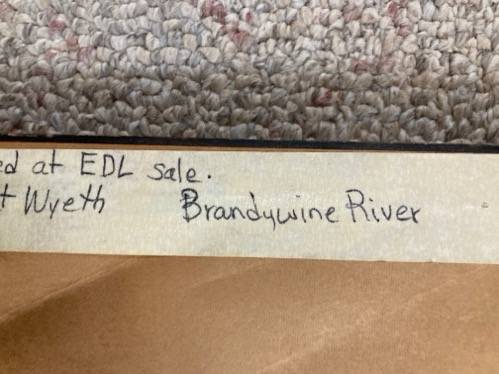 ed at EDL sale.
t Wyeth Brandywine River